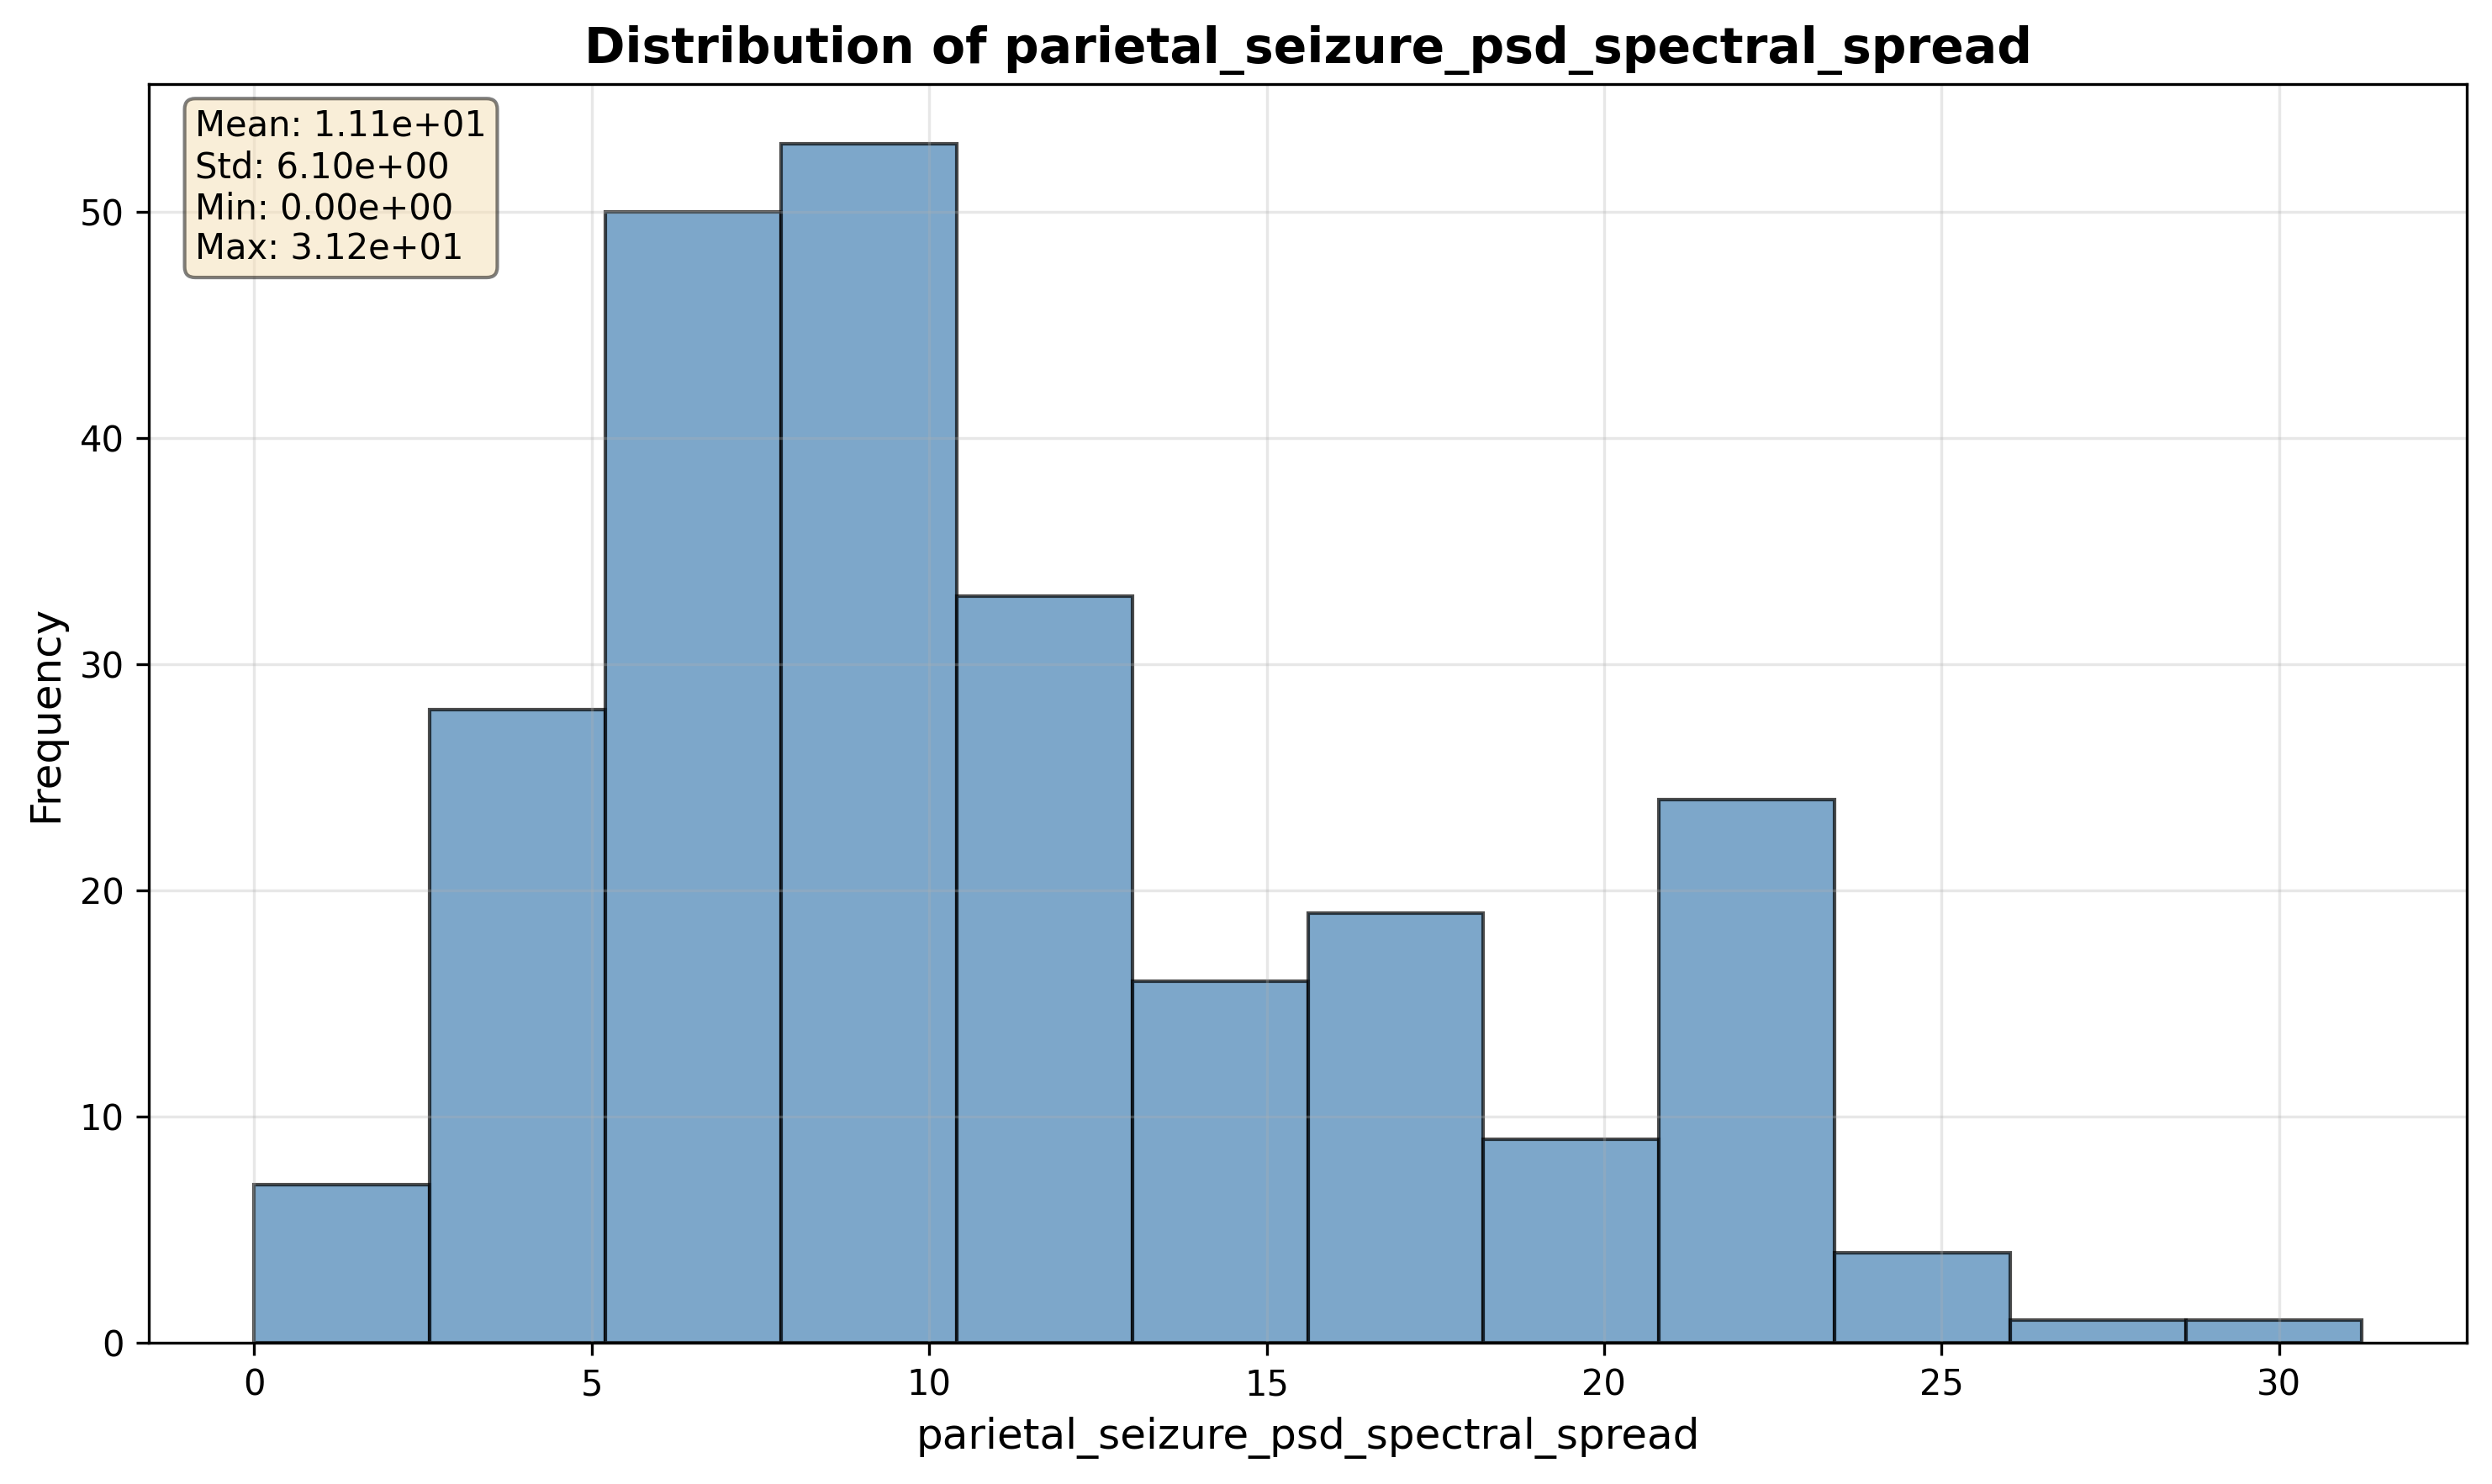 Distribution of parietal_seizure_psd_spectral_spread
Mean: 1.11e+01
Std: 6.10e+00
Min: 0.00e+00
Max: 3.12e+01
Frequency
50
40
30
20
10
0
0 5 10 15 20 25 30
parietal_seizure_psd_spectral_spread